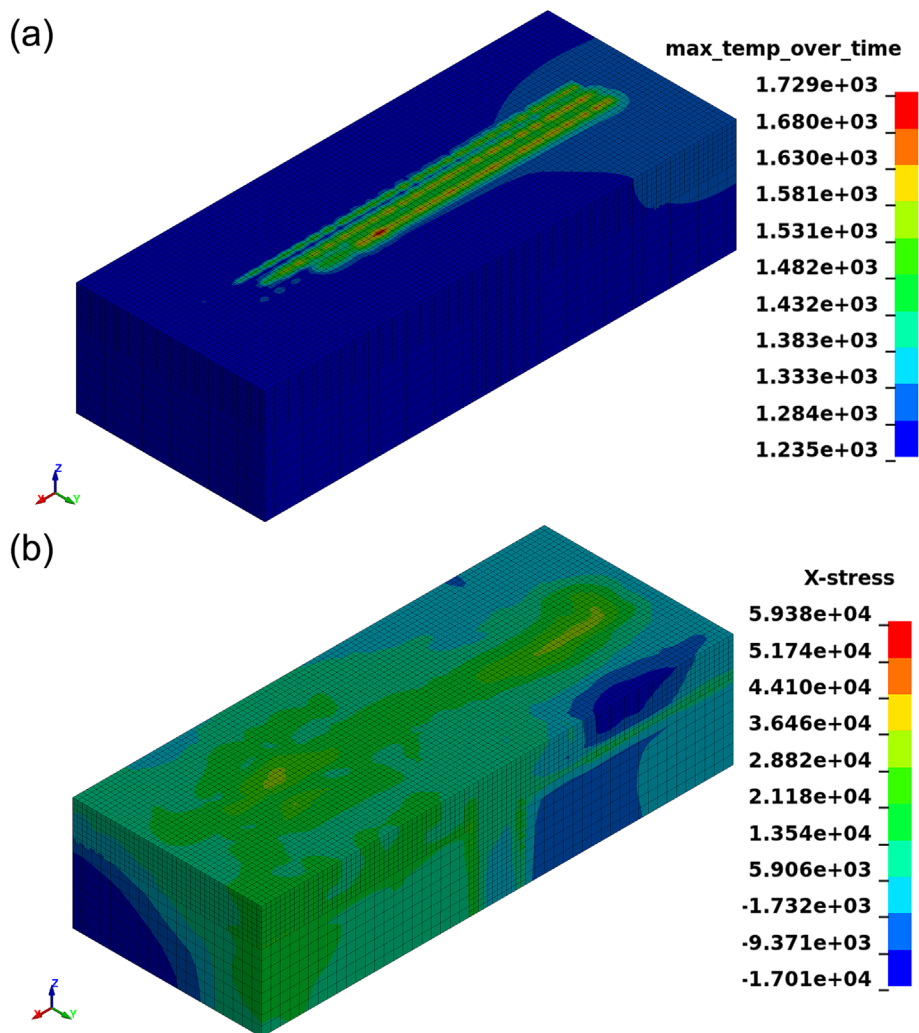 (a)
max_temp_over_time
1.729e+03
1.680e+03
1.630e+03
1.581e+03
1.531e+03
1.482e+03
1.432e+03
1.383e+03
1.333e+03
1.284e+03
1.235e+03
Z
X
Y
(b)
X-stress
5.938e+04
5.174e+04
4.410e+04
3.646e+04
2.882e+04
2.118e+04
1.354e+04
5.906e+03
-1.732e+03
-9.371e+03
-1.701e+04
Z
X
Y